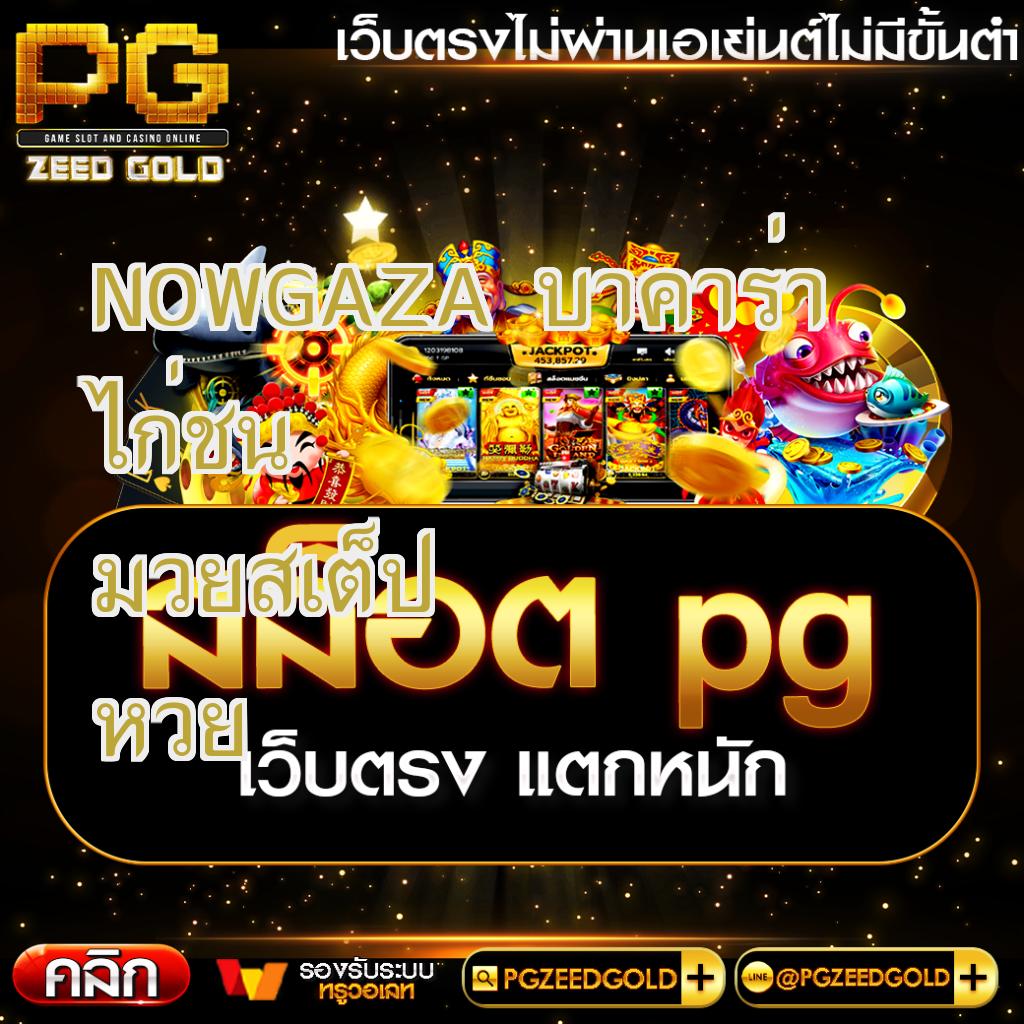 เว็บตรงไม่ผ่านเอเย่นต์ไม่มีขั้นต่ำ
PG
GAME SLOT AND CASINO ONLINE
ZEED GOLD
NOWGAZA บาคาร่า
ไก่ชน
JACKPOT
453,857.29
มวยสเต็ป
สล็อต pg
หวย
เว็บตรง แตกหนัก
คลิก
รองรับระบบ
ทรูวอเลท
PGZEEDGOLD +
LINE @PGZEEDGOLD +